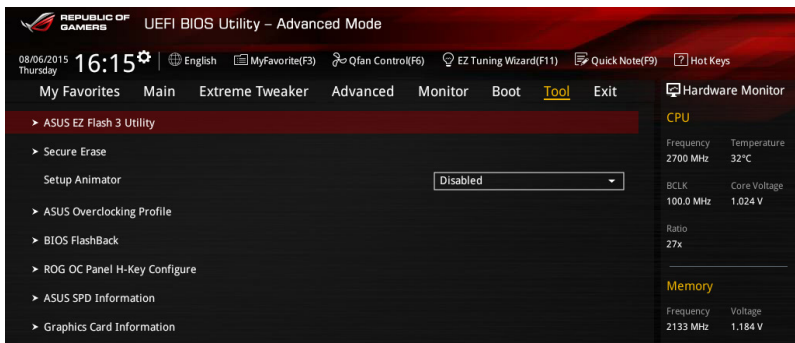 REPUBLIC OF GAMERS UEFI BIOS Utility – Advanced Mode
08/06/2015 Thursday 16:15 English MyFavorite(F3) Qfan Control(F6) EZ Tuning Wizard(F11) Quick Note(F9) ? Hot Keys
My Favorites Main Extreme Tweaker Advanced Monitor Boot Tool Exit
ASUS EZ Flash 3 Utility
Secure Erase
Setup Animator Disabled
ASUS Overclocking Profile
BIOS FlashBack
ROG OC Panel H-Key Configure
ASUS SPD Information
Graphics Card Information
Hardware Monitor
CPU
Frequency Temperature
2700 MHz 32°C
BCLK Core Voltage
100.0 MHz 1.024 V
Ratio
27x
Memory
Frequency Voltage
2133 MHz 1.184 V